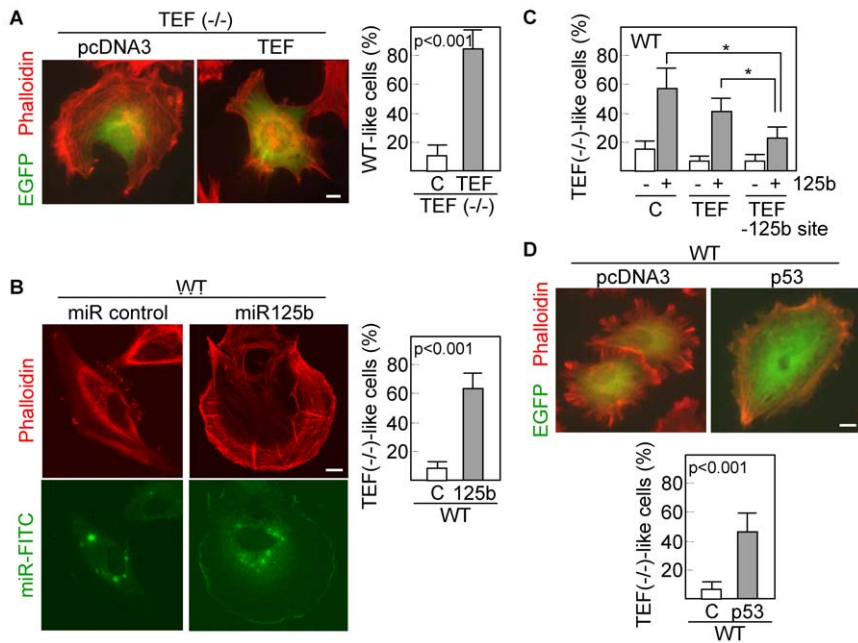 A
TEF (-/-)
pcDNA3 TEF
EGFP Phalloidin
WT-like cells (%)
p<0.001
80
60
40
20
C TEF
TEF (-/-)
B
WT
miR control miR125b
Phalloidin
miR-FITC
TEF(-/-)-like cells (%)
p<0.001
80
60
40
20
C 125b
WT
C
TEF(-/-)-like cells (%)
WT
* 
*
80
60
40
20
- + - + - + 125b
C TEF TEF
-125b site
D
WT
pcDNA3 p53
EGFP Phalloidin
TEF(-/-)-like cells (%)
p<0.001
80
60
40
20
C p53
WT